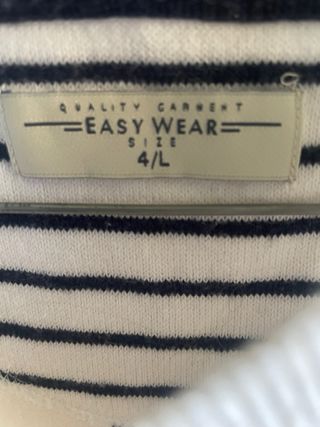 QUALITY GARMENT
EASY WEAR
SIZE
4/L